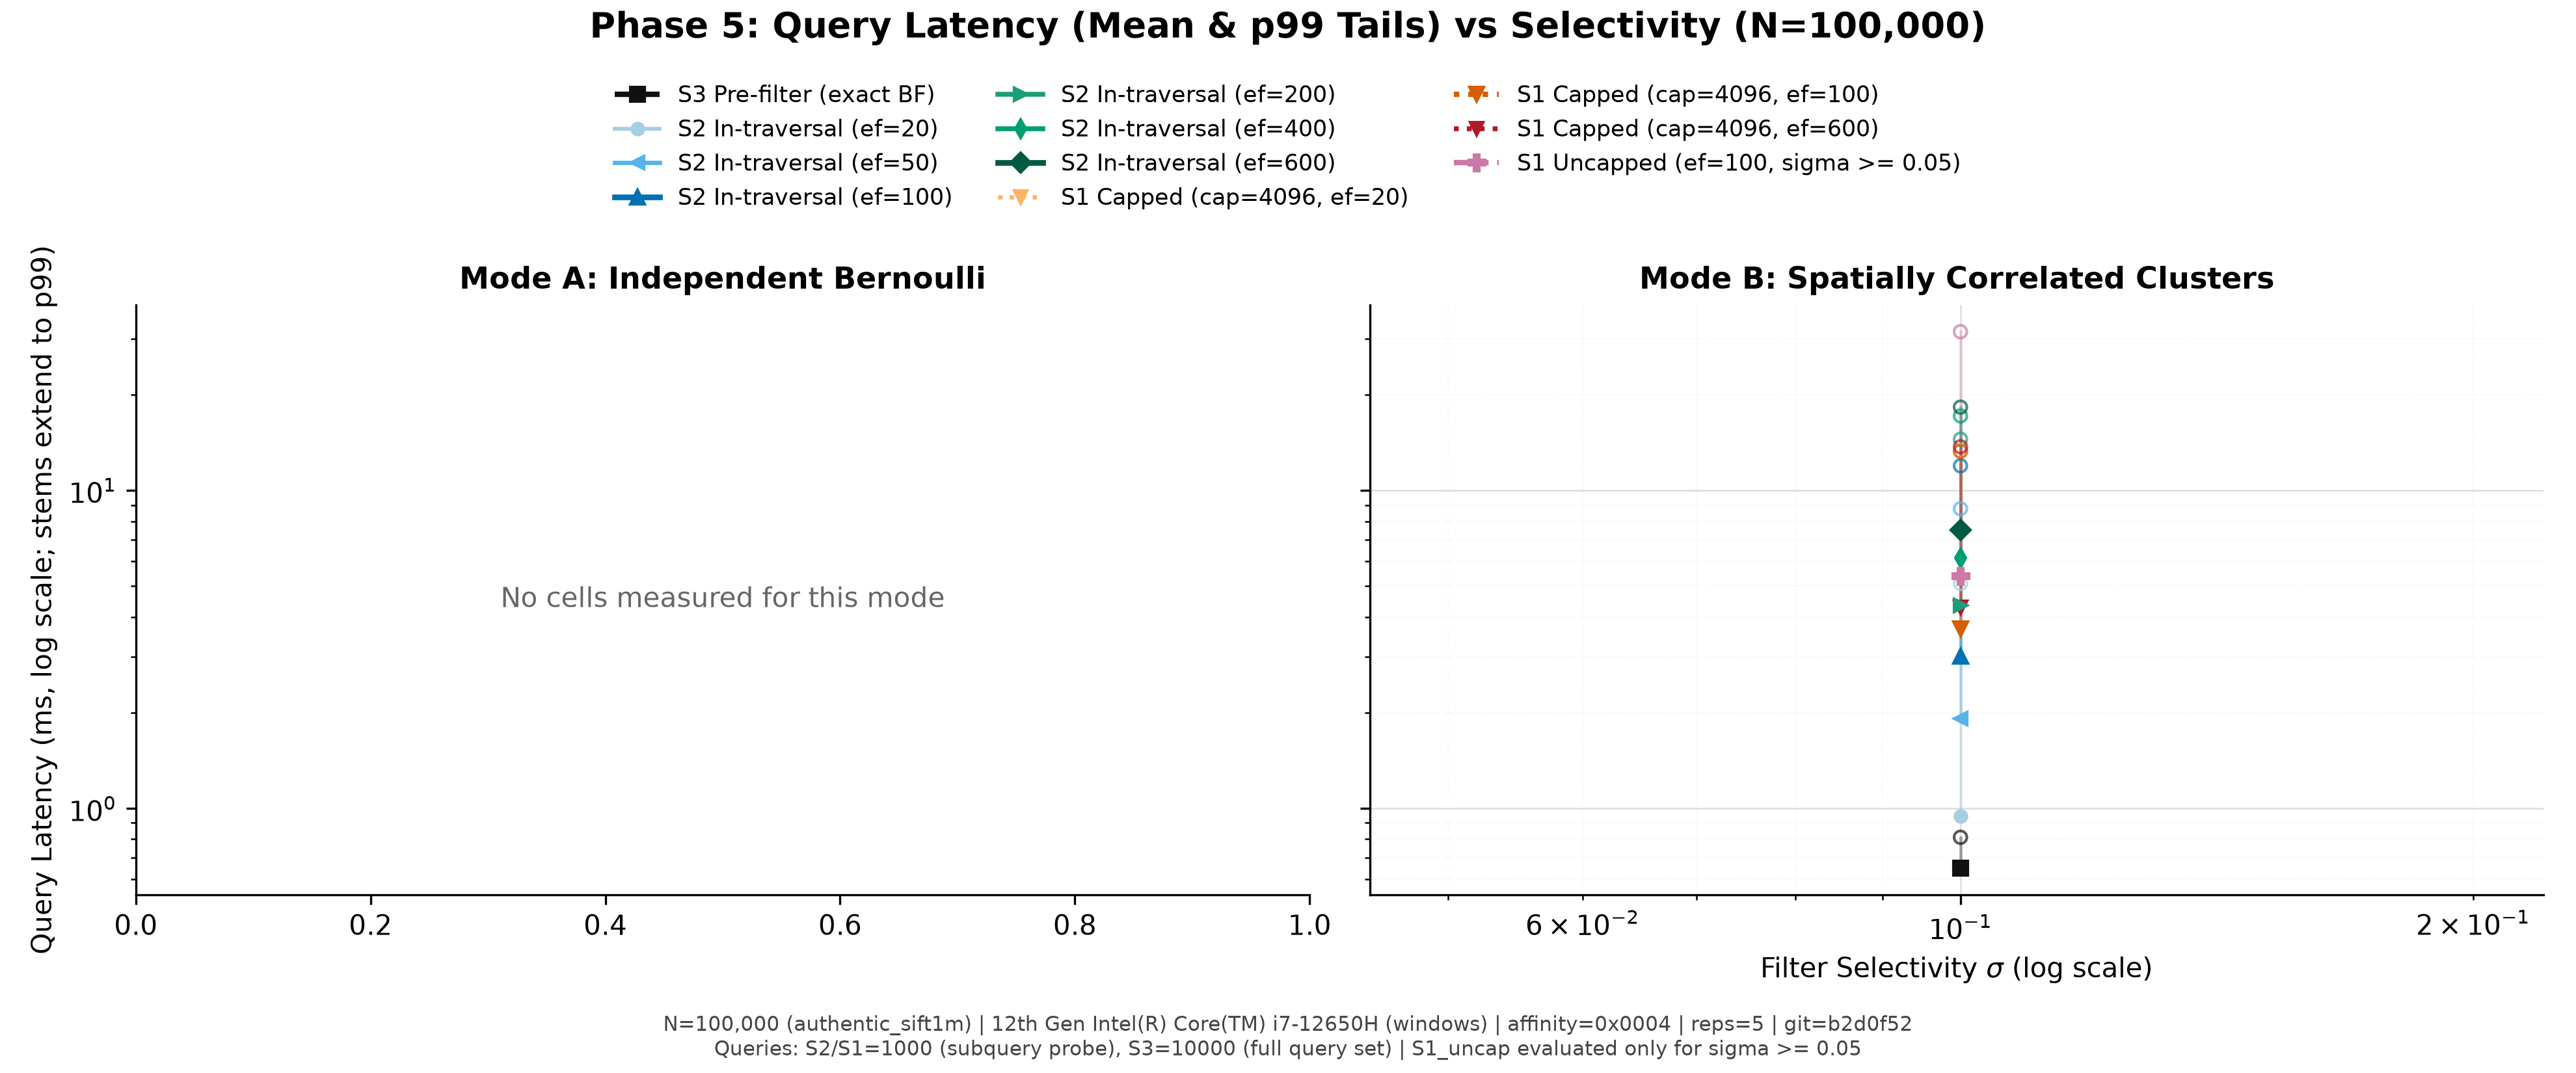 Phase 5: Query Latency (Mean & p99 Tails) vs Selectivity (N=100,000)
S3 Pre-filter (exact BF)
S2 In-traversal (ef=20)
S2 In-traversal (ef=50)
S2 In-traversal (ef=100)
S2 In-traversal (ef=200)
S2 In-traversal (ef=400)
S2 In-traversal (ef=600)
S1 Capped (cap=4096, ef=20)
S1 Capped (cap=4096, ef=100)
S1 Capped (cap=4096, ef=600)
S1 Uncapped (ef=100, sigma >= 0.05)
Query Latency (ms, log scale; stems extend to p99)
Mode A: Independent Bernoulli
10¹
10⁰
No cells measured for this mode
0.0 0.2 0.4 0.6 0.8 1.0
Mode B: Spatially Correlated Clusters
6 × 10⁻² 10⁻¹ 2 × 10⁻¹
Filter Selectivity σ (log scale)
N=100,000 (authentic_sift1m) | 12th Gen Intel(R) Core(TM) i7-12650H (windows) | affinity=0x0004 | reps=5 | git=b2d0f52
Queries: S2/S1=1000 (subquery probe), S3=10000 (full query set) | S1_uncap evaluated only for sigma >= 0.05